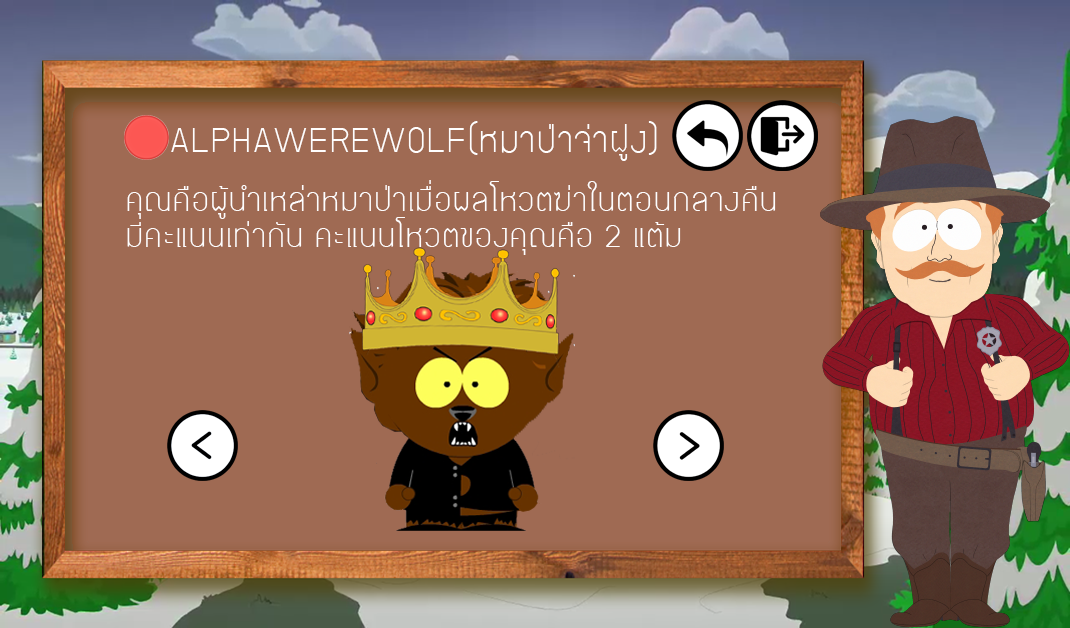 ALPHAWEREWOLF(หมาป่าจ่าฝูง)
คุณคือผู้นำเหล่าหมาป่าเมื่อผลโหวตฆ่าในตอนกลางคืน
มีคะแนนเท่ากัน คะแนนโหวตของคุณคือ 2 แต้ม